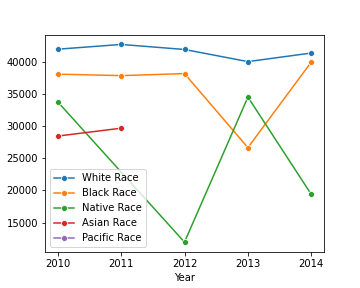 40000
35000
30000
25000
20000
15000
White Race
Black Race
Native Race
Asian Race
Pacific Race
2010 2011 2012 2013 2014
Year